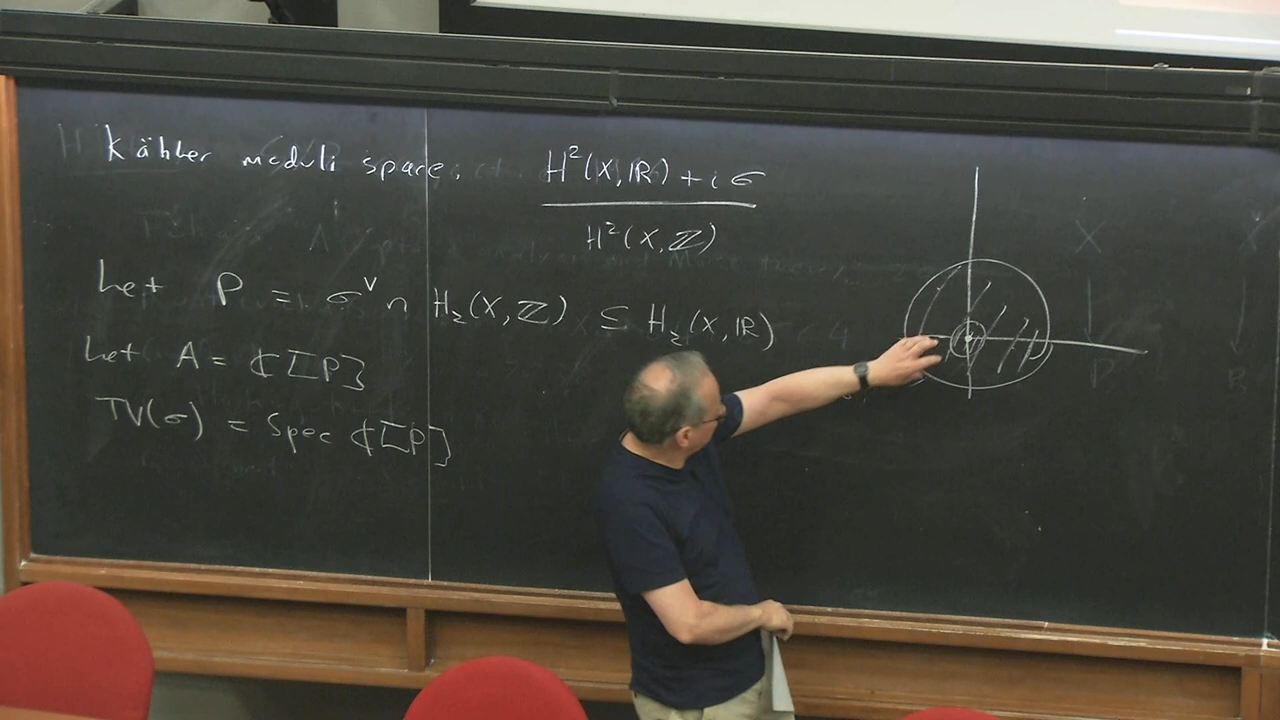 Kähler moduli space: H²(X,ℝ) + iσ
H²(X,ℤ)
Let P = σ^∨ ∩ H₂(X,ℤ) ⊆ H₂(X,ℝ)
Let A = ℂ[P]
TV(σ) = Spec ℂ[P]
X